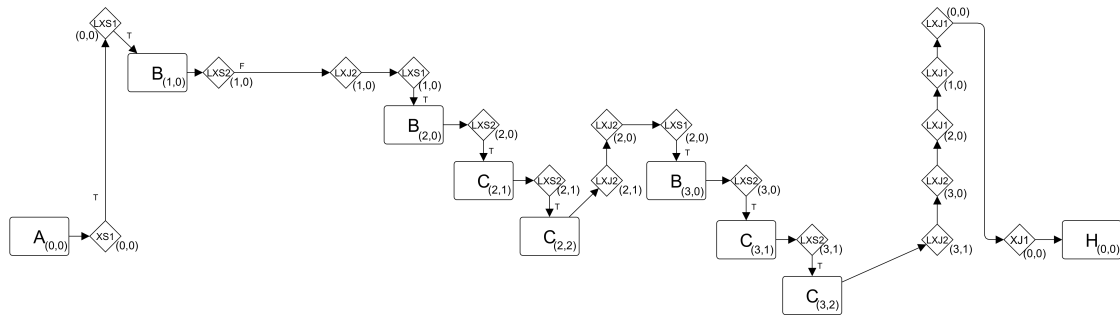 A(0,0)
XS1
(0,0)
T
LXS1
(0,0)
T
B(1,0)
LXS2
(1,0)
F
LXJ2
(1,0)
LXS1
(1,0)
T
B(2,0)
LXS2
(2,0)
T
C(2,1)
LXS2
(2,1)
T
C(2,2)
LXJ2
(2,1)
LXJ2
(2,0)
LXS1
(2,0)
T
B(3,0)
LXS2
(3,0)
T
C(3,1)
LXS2
(3,1)
T
C(3,2)
LXJ2
(3,1)
LXJ2
(3,0)
LXJ1
(2,0)
LXJ1
(1,0)
LXJ1
(0,0)
XJ1
(0,0)
H(0,0)